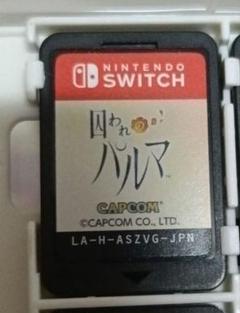 NINTENDO
SWITCH
囚われの
パルマ
CAPCOM
©CAPCOM CO., LTD.
LA-H-ASZVG-JPN